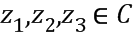 z₁,z₂,z₃ ∈ C